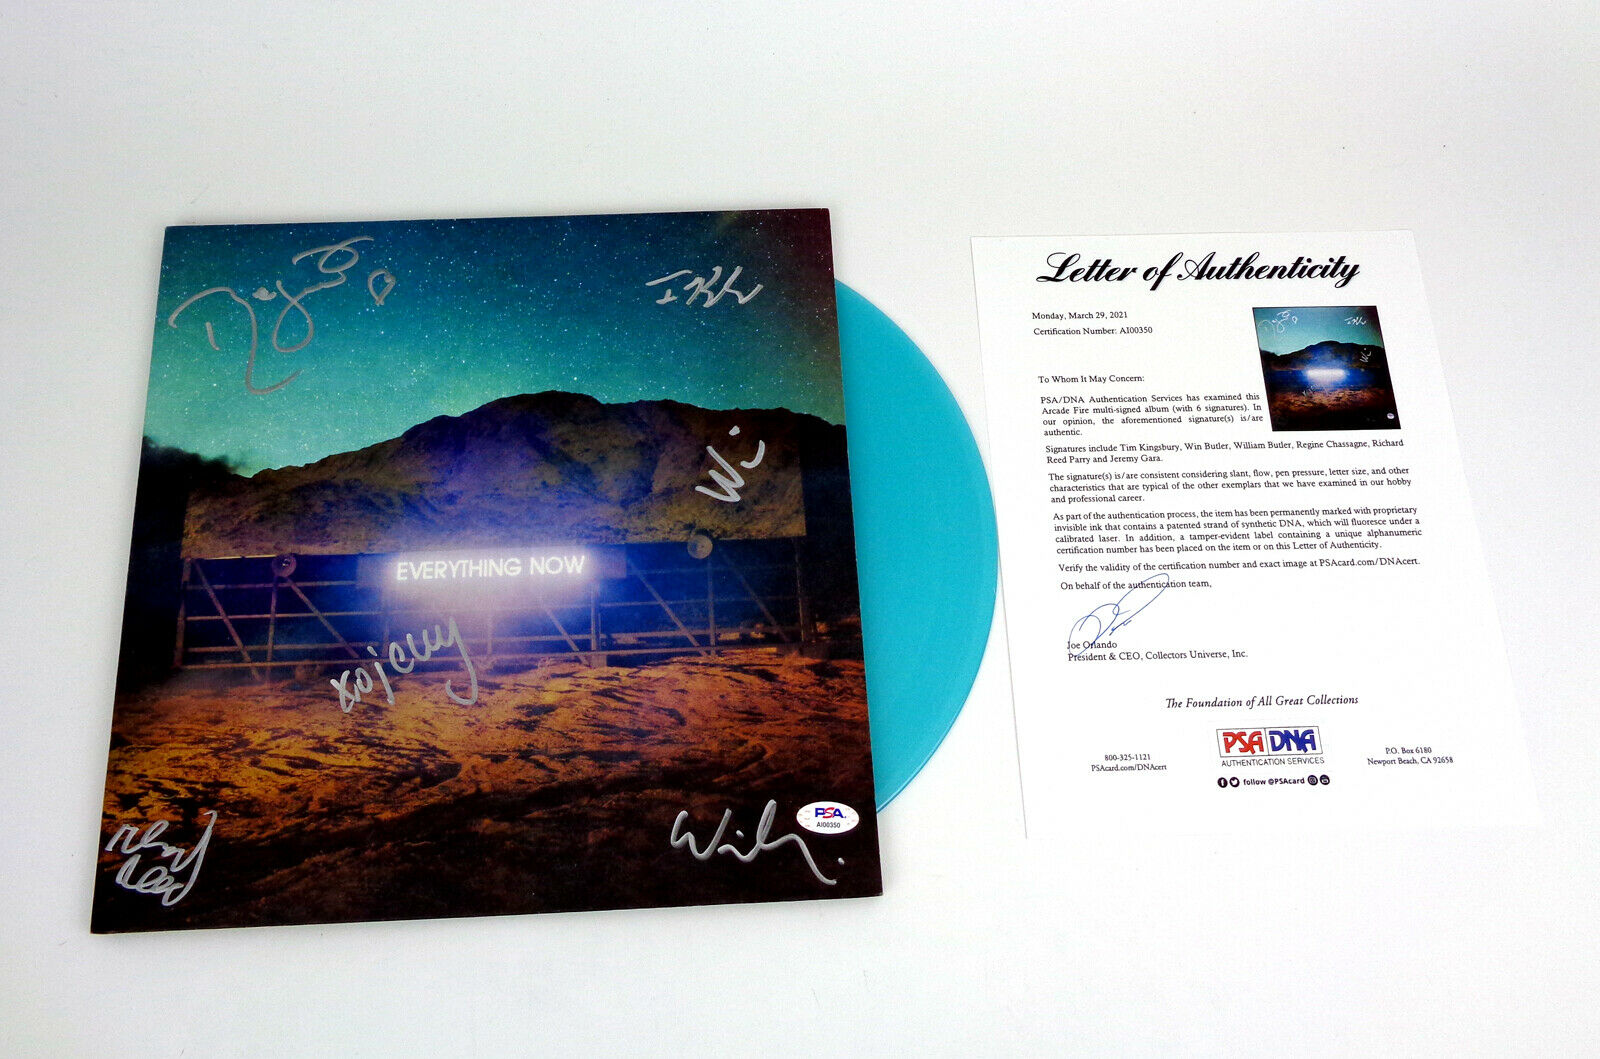 EVERYTHING NOW
xojeremy
Win
PSA
AI00350
Letter of Authenticity
Monday, March 29, 2021
Certification Number: AI00350
To Whom It May Concern:
PSA/DNA Authentication Services has examined this
Arcade Fire multi-signed album (with 6 signatures). In
our opinion, the aforementioned signature(s) is/are
authentic.
Signatures include Tim Kingsbury, Win Butler, William Butler, Regine Chassagne, Richard
Reed Parry and Jeremy Gara.
The signature(s) is/are consistent considering slant, flow, pen pressure, letter size, and other
characteristics that are typical of the other exemplars that we have examined in our hobby
and professional career.
As part of the authentication process, the item has been permanently marked with proprietary
invisible ink that contains a patented strand of synthetic DNA, which will fluoresce under a
calibrated laser. In addition, a tamper-evident label containing a unique alphanumeric
certification number has been placed on the item or on this Letter of Authenticity.
Verify the validity of the certification number and exact image at PSAcard.com/DNAcert.
On behalf of the authentication team,
Joe Orlando
President & CEO, Collectors Universe, Inc.
The Foundation of All Great Collections
800-325-1121
PSAcard.com/DNAcert
PSA DNA
AUTHENTICATION SERVICES
follow @PSAcard
P.O. Box 6180
Newport Beach, CA 92658